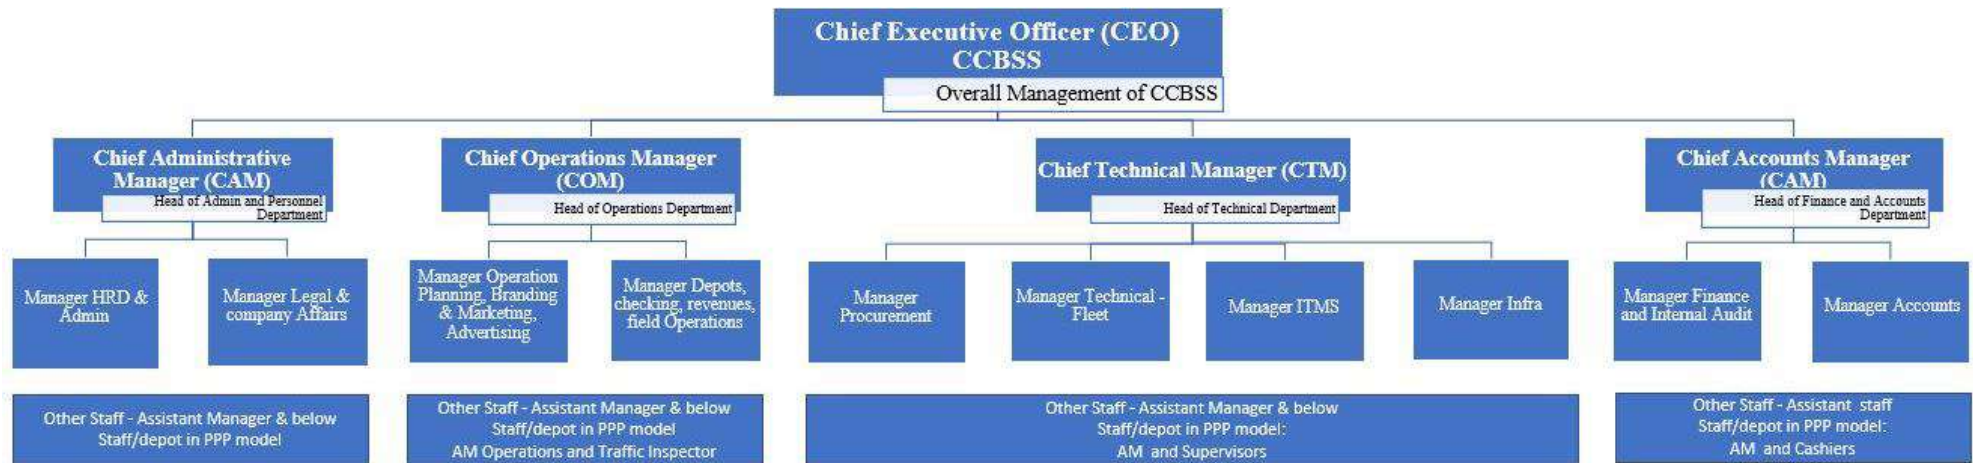 Chief Executive Officer (CEO)
CCBSS
Overall Management of CCBSS
Chief Administrative
Manager (CAM)
Head of Admin and Personnel
Department
Chief Operations Manager
(COM)
Head of Operations Department
Chief Technical Manager (CTM)
Head of Technical Department
Chief Accounts Manager
(CAM)
Head of Finance and Accounts
Department
Manager HRD &
Admin
Manager Legal &
company Affairs
Manager Operation
Planning, Branding
& Marketing,
Advertising
Manager Depots,
checking, revenues,
field Operations
Manager
Procurement
Manager Technical -
Fleet
Manager ITMS
Manager Infra
Manager Finance
and Internal Audit
Manager Accounts
Other Staff - Assistant Manager & below
Staff/depot in PPP model
Other Staff - Assistant Manager & below
Staff/depot in PPP model
AM Operations and Traffic Inspector
Other Staff - Assistant Manager & below
Staff/depot in PPP model:
AM and Supervisors
Other Staff - Assistant staff
Staff/depot in PPP model:
AM and Cashiers